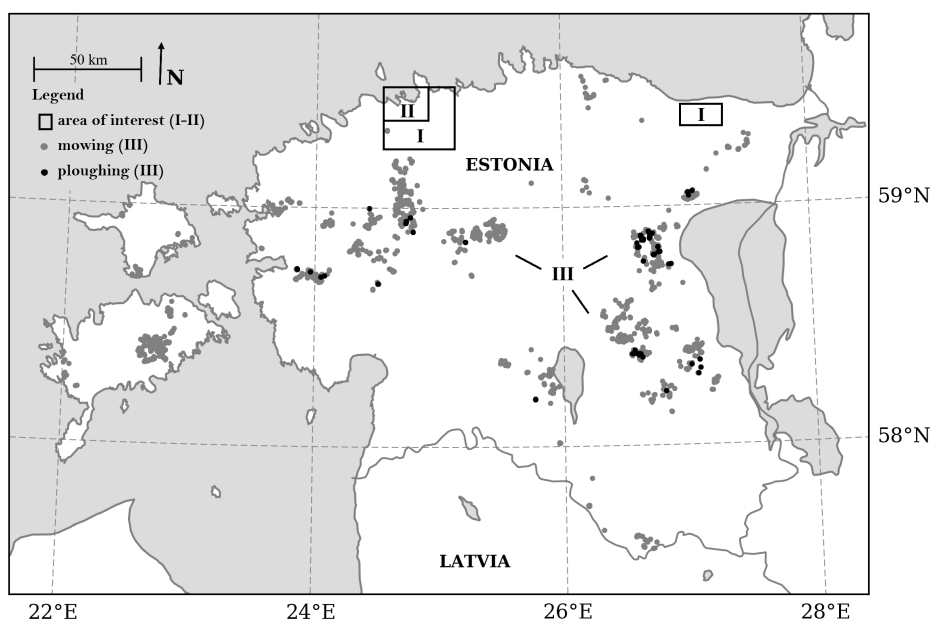 50 km
N
Legend
area of interest (I-II)
mowing (III)
ploughing (III)
II
I
I
ESTONIA
59°N
III
58°N
LATVIA
22°E 24°E 26°E 28°E